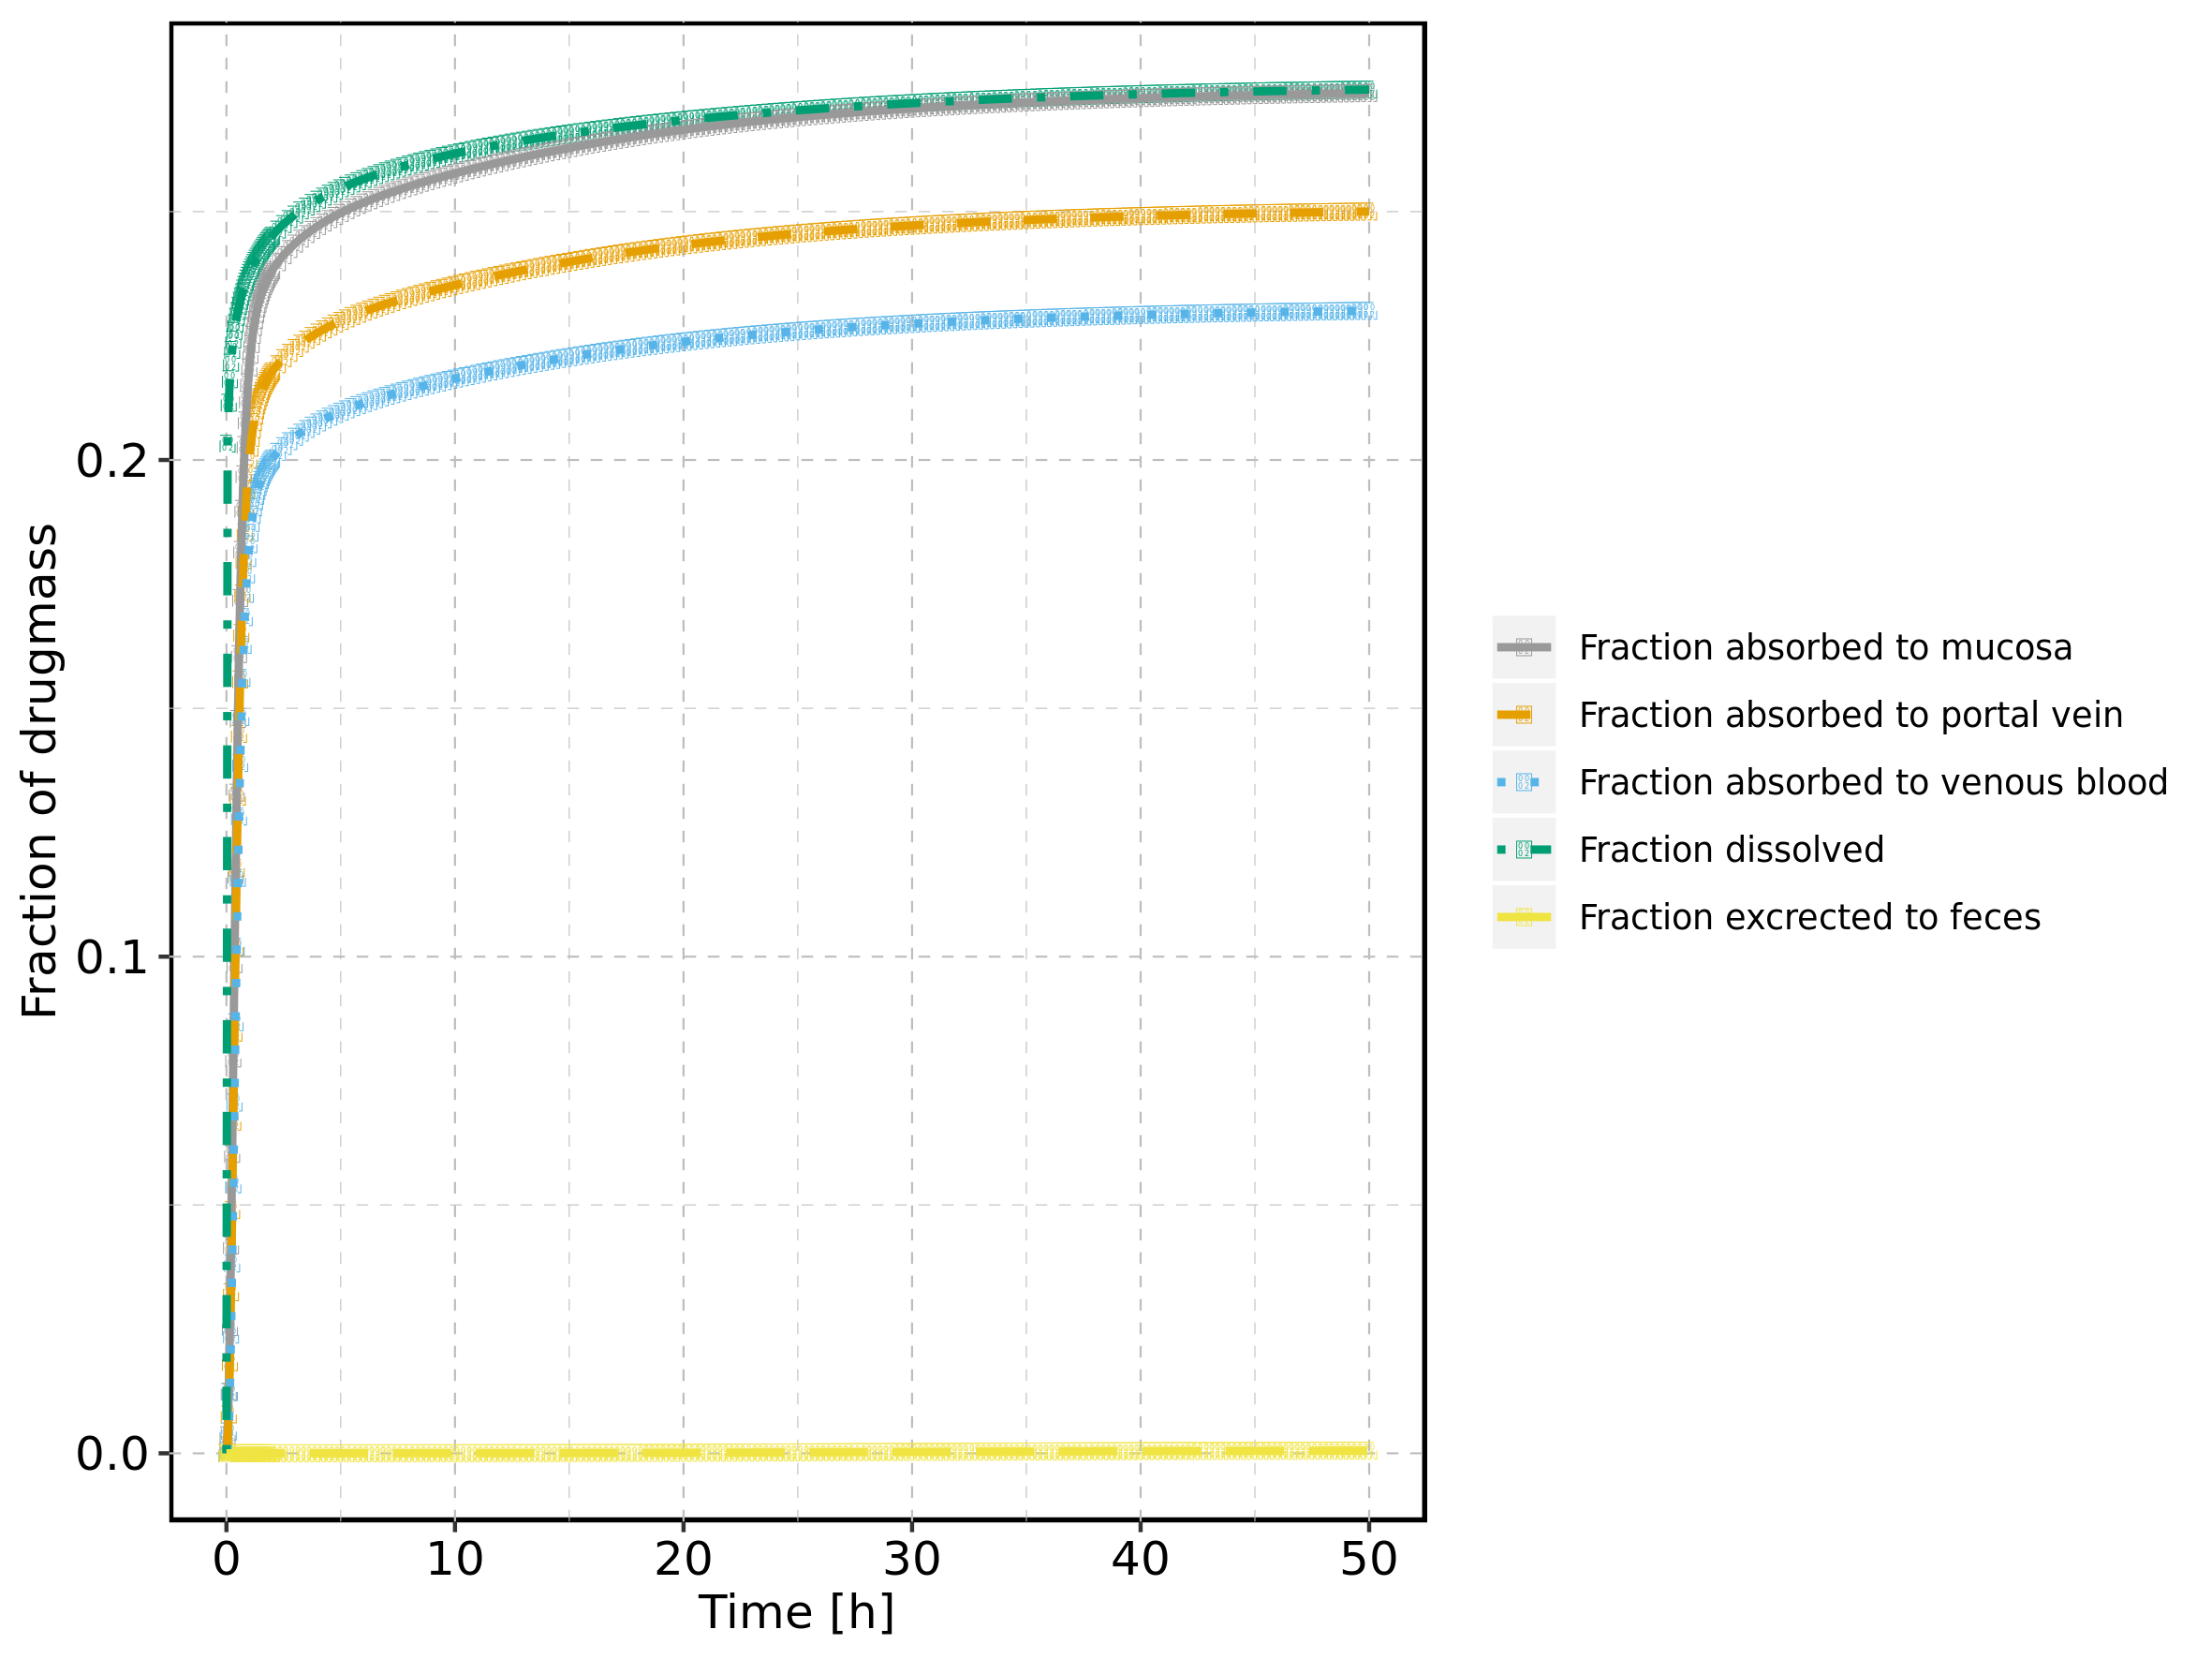 Fraction of drugmass
0.2
0.1
0.0
0 10 20 30 40 50
Time [h]
Fraction absorbed to mucosa
Fraction absorbed to portal vein
Fraction absorbed to venous blood
Fraction dissolved
Fraction excrected to feces